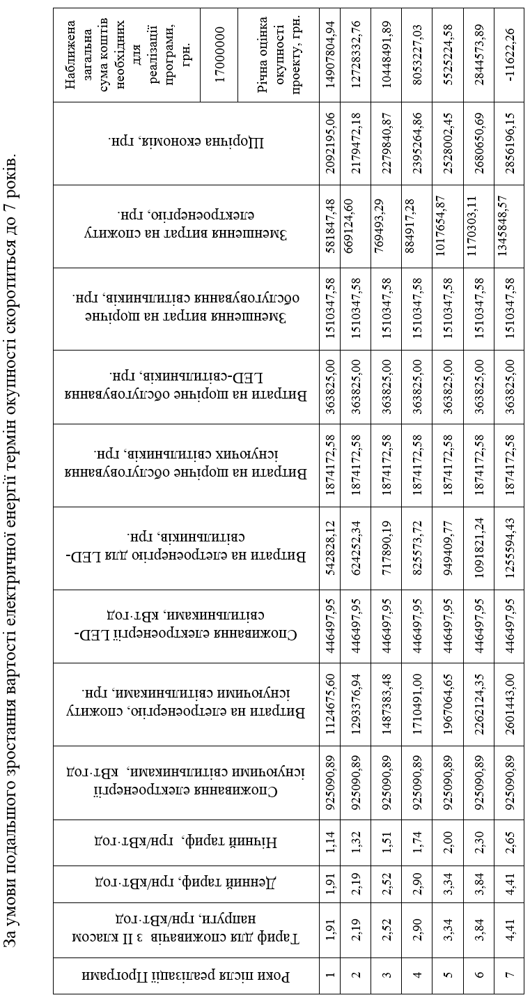 За умови подальшого зростання вартості електричної енергії термін окупності скоротиться до 7 років.
Роки після реалізації Програми
Тариф для споживачів з II класом
напруги, грн/кВт·год
Денний тариф, грн/кВт·год
Нічний тариф, грн/кВт·год
Споживання електроенергії
існуючими світильниками, кВт·год
Витрати на елетроенергію, спожиту
існуючими світильниками, грн.
Споживання електроенергії LED-
світильниками, кВт·год
Витрати на елетроенергію для LED-
світильників, грн.
Витрати на щорічне обслуговування
існуючих світильників, грн.
Витрати на щорічне обслуговування
LED-світильників, грн.
Зменшення витрат на щорічне
обслуговування світильників, грн.
Зменшення витрат на спожиту
електроенергію, грн.
Щорічна економія, грн.
Наближена
загальна
сума коштів
необхідних
для
реалізації
програми,
грн.
17000000
Річна оцінка
окупності
проекту, грн.
1 1,91 1,91 1,14 925090,89 1124675,60 446497,95 542828,12 1874172,58 363825,00 1510347,58 581847,48 2092195,06 14907804,94
2 2,19 2,19 1,32 925090,89 1293376,94 446497,95 624252,34 1874172,58 363825,00 1510347,58 669124,60 2179472,18 12728332,76
3 2,52 2,52 1,51 925090,89 1487383,48 446497,95 717890,19 1874172,58 363825,00 1510347,58 769493,29 2279840,87 10448491,89
4 2,90 2,90 1,74 925090,89 1710491,00 446497,95 825573,72 1874172,58 363825,00 1510347,58 884917,28 2395264,86 8053227,03
5 3,34 3,34 2,00 925090,89 1967064,65 446497,95 949409,77 1874172,58 363825,00 1510347,58 1017654,87 2528002,45 5525224,58
6 3,84 3,84 2,30 925090,89 2262124,35 446497,95 1091821,24 1874172,58 363825,00 1510347,58 1170303,11 2680650,69 2844573,89
7 4,41 4,41 2,65 925090,89 2601443,00 446497,95 1255594,43 1874172,58 363825,00 1510347,58 1345848,57 2856196,15 -11622,26